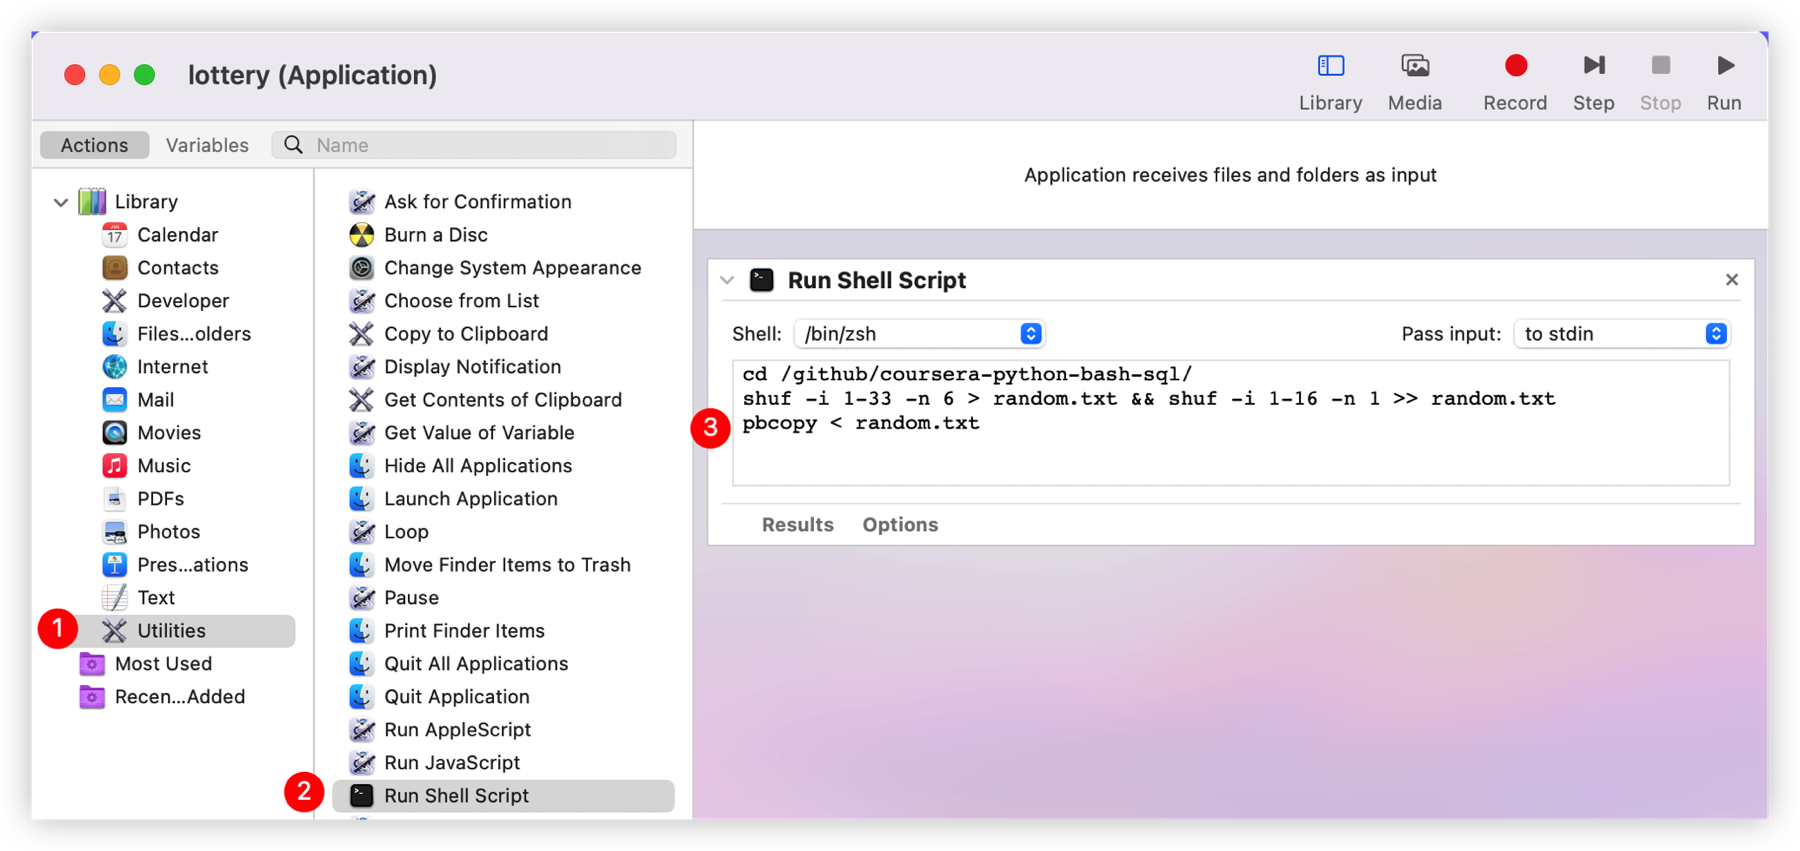 lottery (Application)
Library
Media
Record
Step
Stop
Run
Actions
Variables
Name
Library
JUL
17
Calendar
Contacts
Developer
Files...olders
Internet
Mail
Movies
Music
PDFs
Photos
Pres...ations
Text
1
Utilities
Most Used
Recen...Added
Ask for Confirmation
Burn a Disc
Change System Appearance
Choose from List
Copy to Clipboard
Display Notification
Get Contents of Clipboard
Get Value of Variable
Hide All Applications
Launch Application
Loop
Move Finder Items to Trash
Pause
Print Finder Items
Quit All Applications
Quit Application
Run AppleScript
Run JavaScript
2
Run Shell Script
Application receives files and folders as input
Run Shell Script
Shell: /bin/zsh
Pass input: to stdin
cd /github/coursera-python-bash-sql/
shuf -i 1-33 -n 6 > random.txt && shuf -i 1-16 -n 1 >> random.txt
3
pbcopy < random.txt
Results
Options